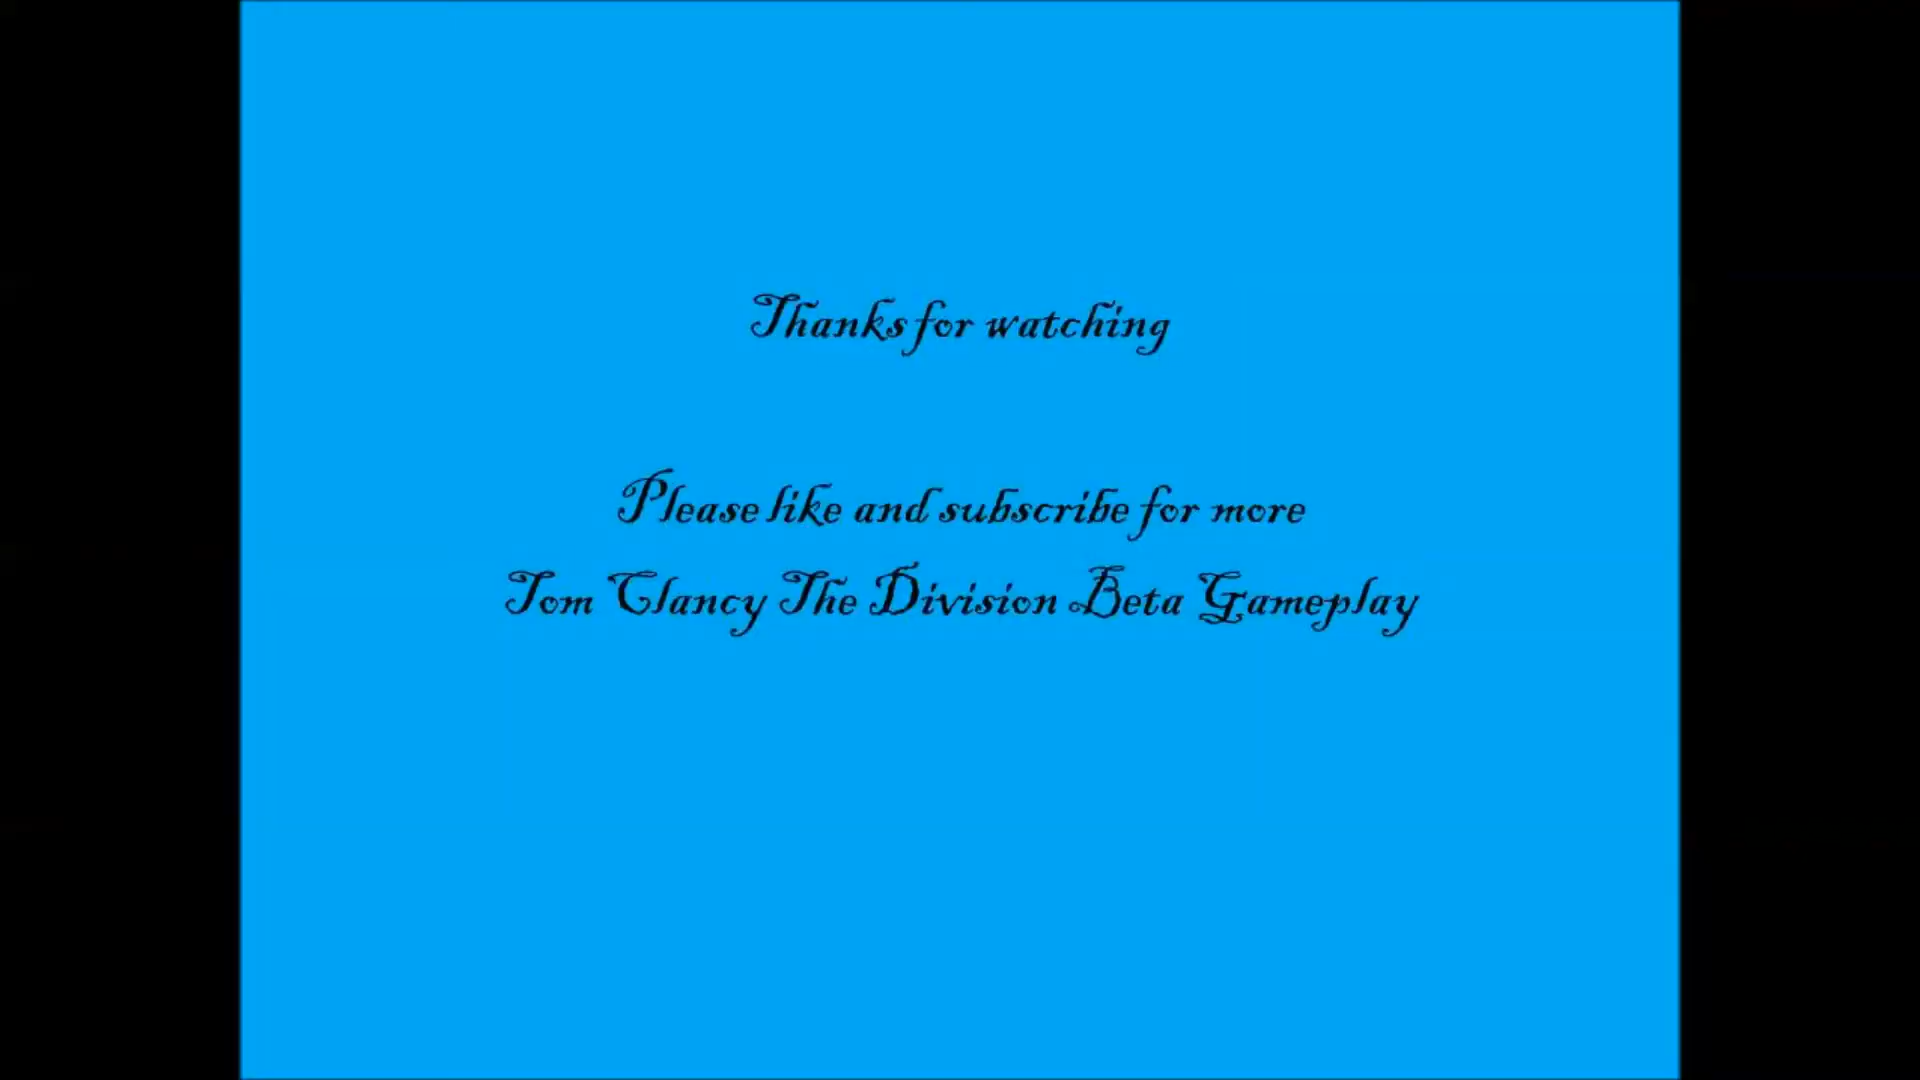 Thanks for watching
Please like and subscribe for more
Tom Clancy The Division Beta Gameplay